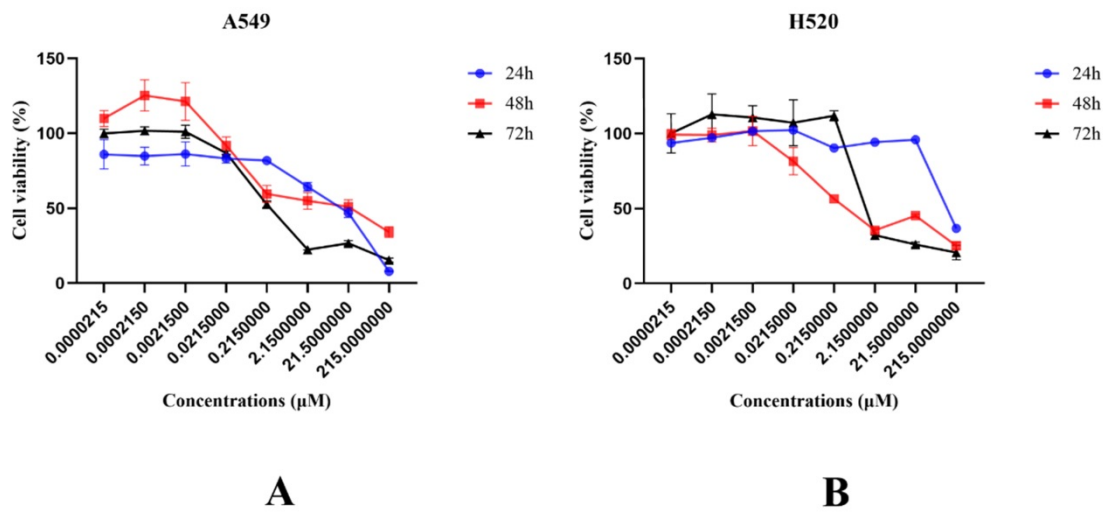 A549
150
100
50
0
Cell viability (%)
0.0000215
0.0002150
0.0021500
0.0215000
0.2150000
2.1500000
21.5000000
215.0000000
Concentrations (μM)
24h
48h
72h
A
H520
150
100
50
0
Cell viability (%)
0.0000215
0.0002150
0.0021500
0.0215000
0.2150000
2.1500000
21.5000000
215.0000000
Concentrations (μM)
24h
48h
72h
B